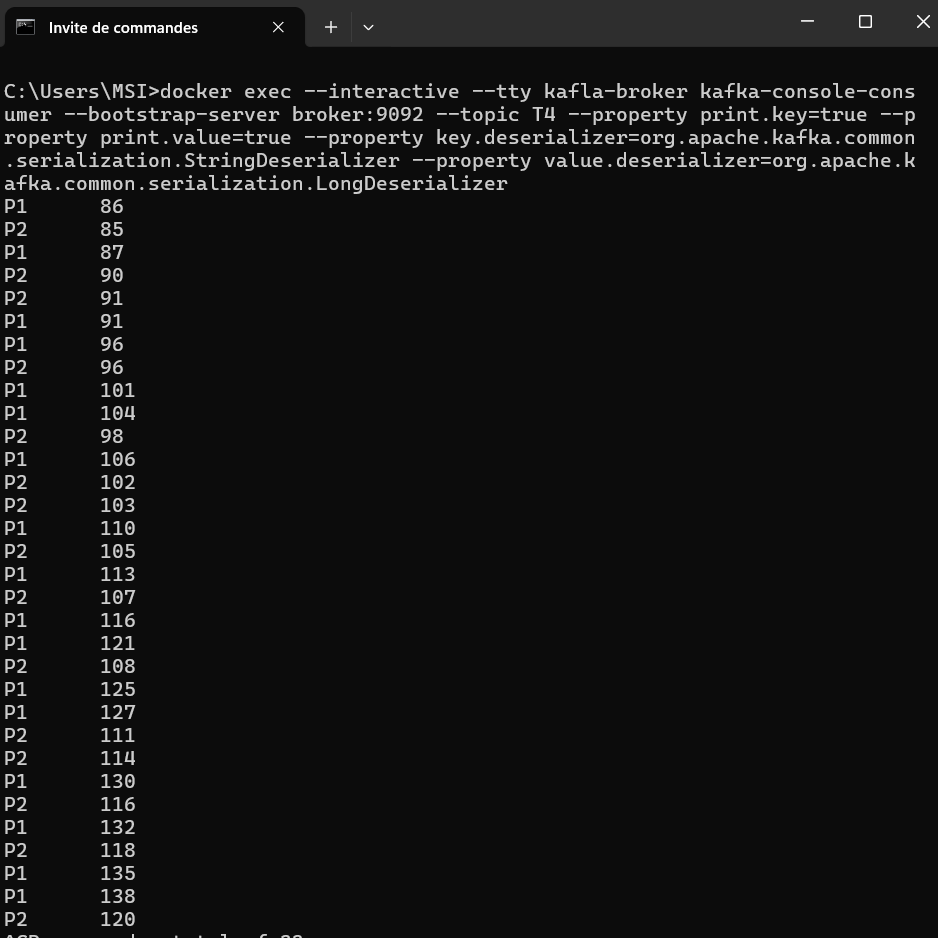 Invite de commandes
C:\Users\MSI>docker exec --interactive --tty kafla-broker kafka-console-cons
umer --bootstrap-server broker:9092 --topic T4 --property print.key=true --p
roperty print.value=true --property key.deserializer=org.apache.kafka.common
.serialization.StringDeserializer --property value.deserializer=org.apache.k
afka.common.serialization.LongDeserializer
P1 86
P2 85
P1 87
P2 90
P2 91
P1 91
P1 96
P2 96
P1 101
P1 104
P2 98
P1 106
P2 102
P2 103
P1 110
P2 105
P1 113
P2 107
P1 116
P1 121
P2 108
P1 125
P1 127
P2 111
P2 114
P1 130
P2 116
P1 132
P2 118
P1 135
P1 138
P2 120